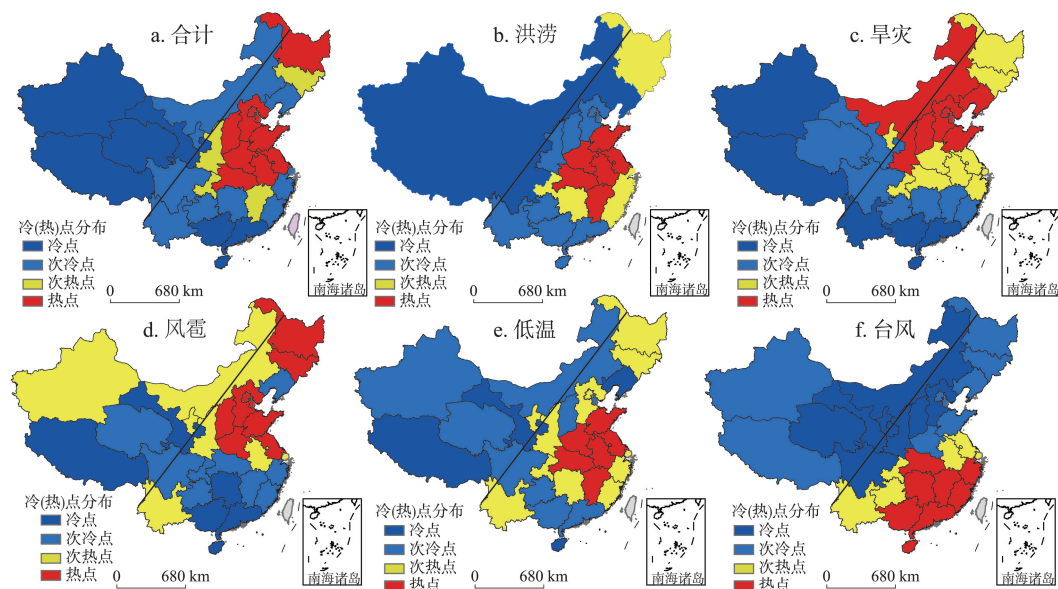 a. 合计
冷(热)点分布
冷点
次冷点
次热点
热点
0 680 km
南海诸岛
b. 洪涝
冷(热)点分布
冷点
次冷点
次热点
热点
0 680 km
南海诸岛
c. 旱灾
冷(热)点分布
冷点
次冷点
次热点
热点
0 680 km
南海诸岛
d. 风雹
冷(热)点分布
冷点
次冷点
次热点
热点
0 680 km
南海诸岛
e. 低温
冷(热)点分布
冷点
次冷点
次热点
热点
0 680 km
南海诸岛
f. 台风
冷(热)点分布
冷点
次冷点
次热点
热点
0 680 km
南海诸岛